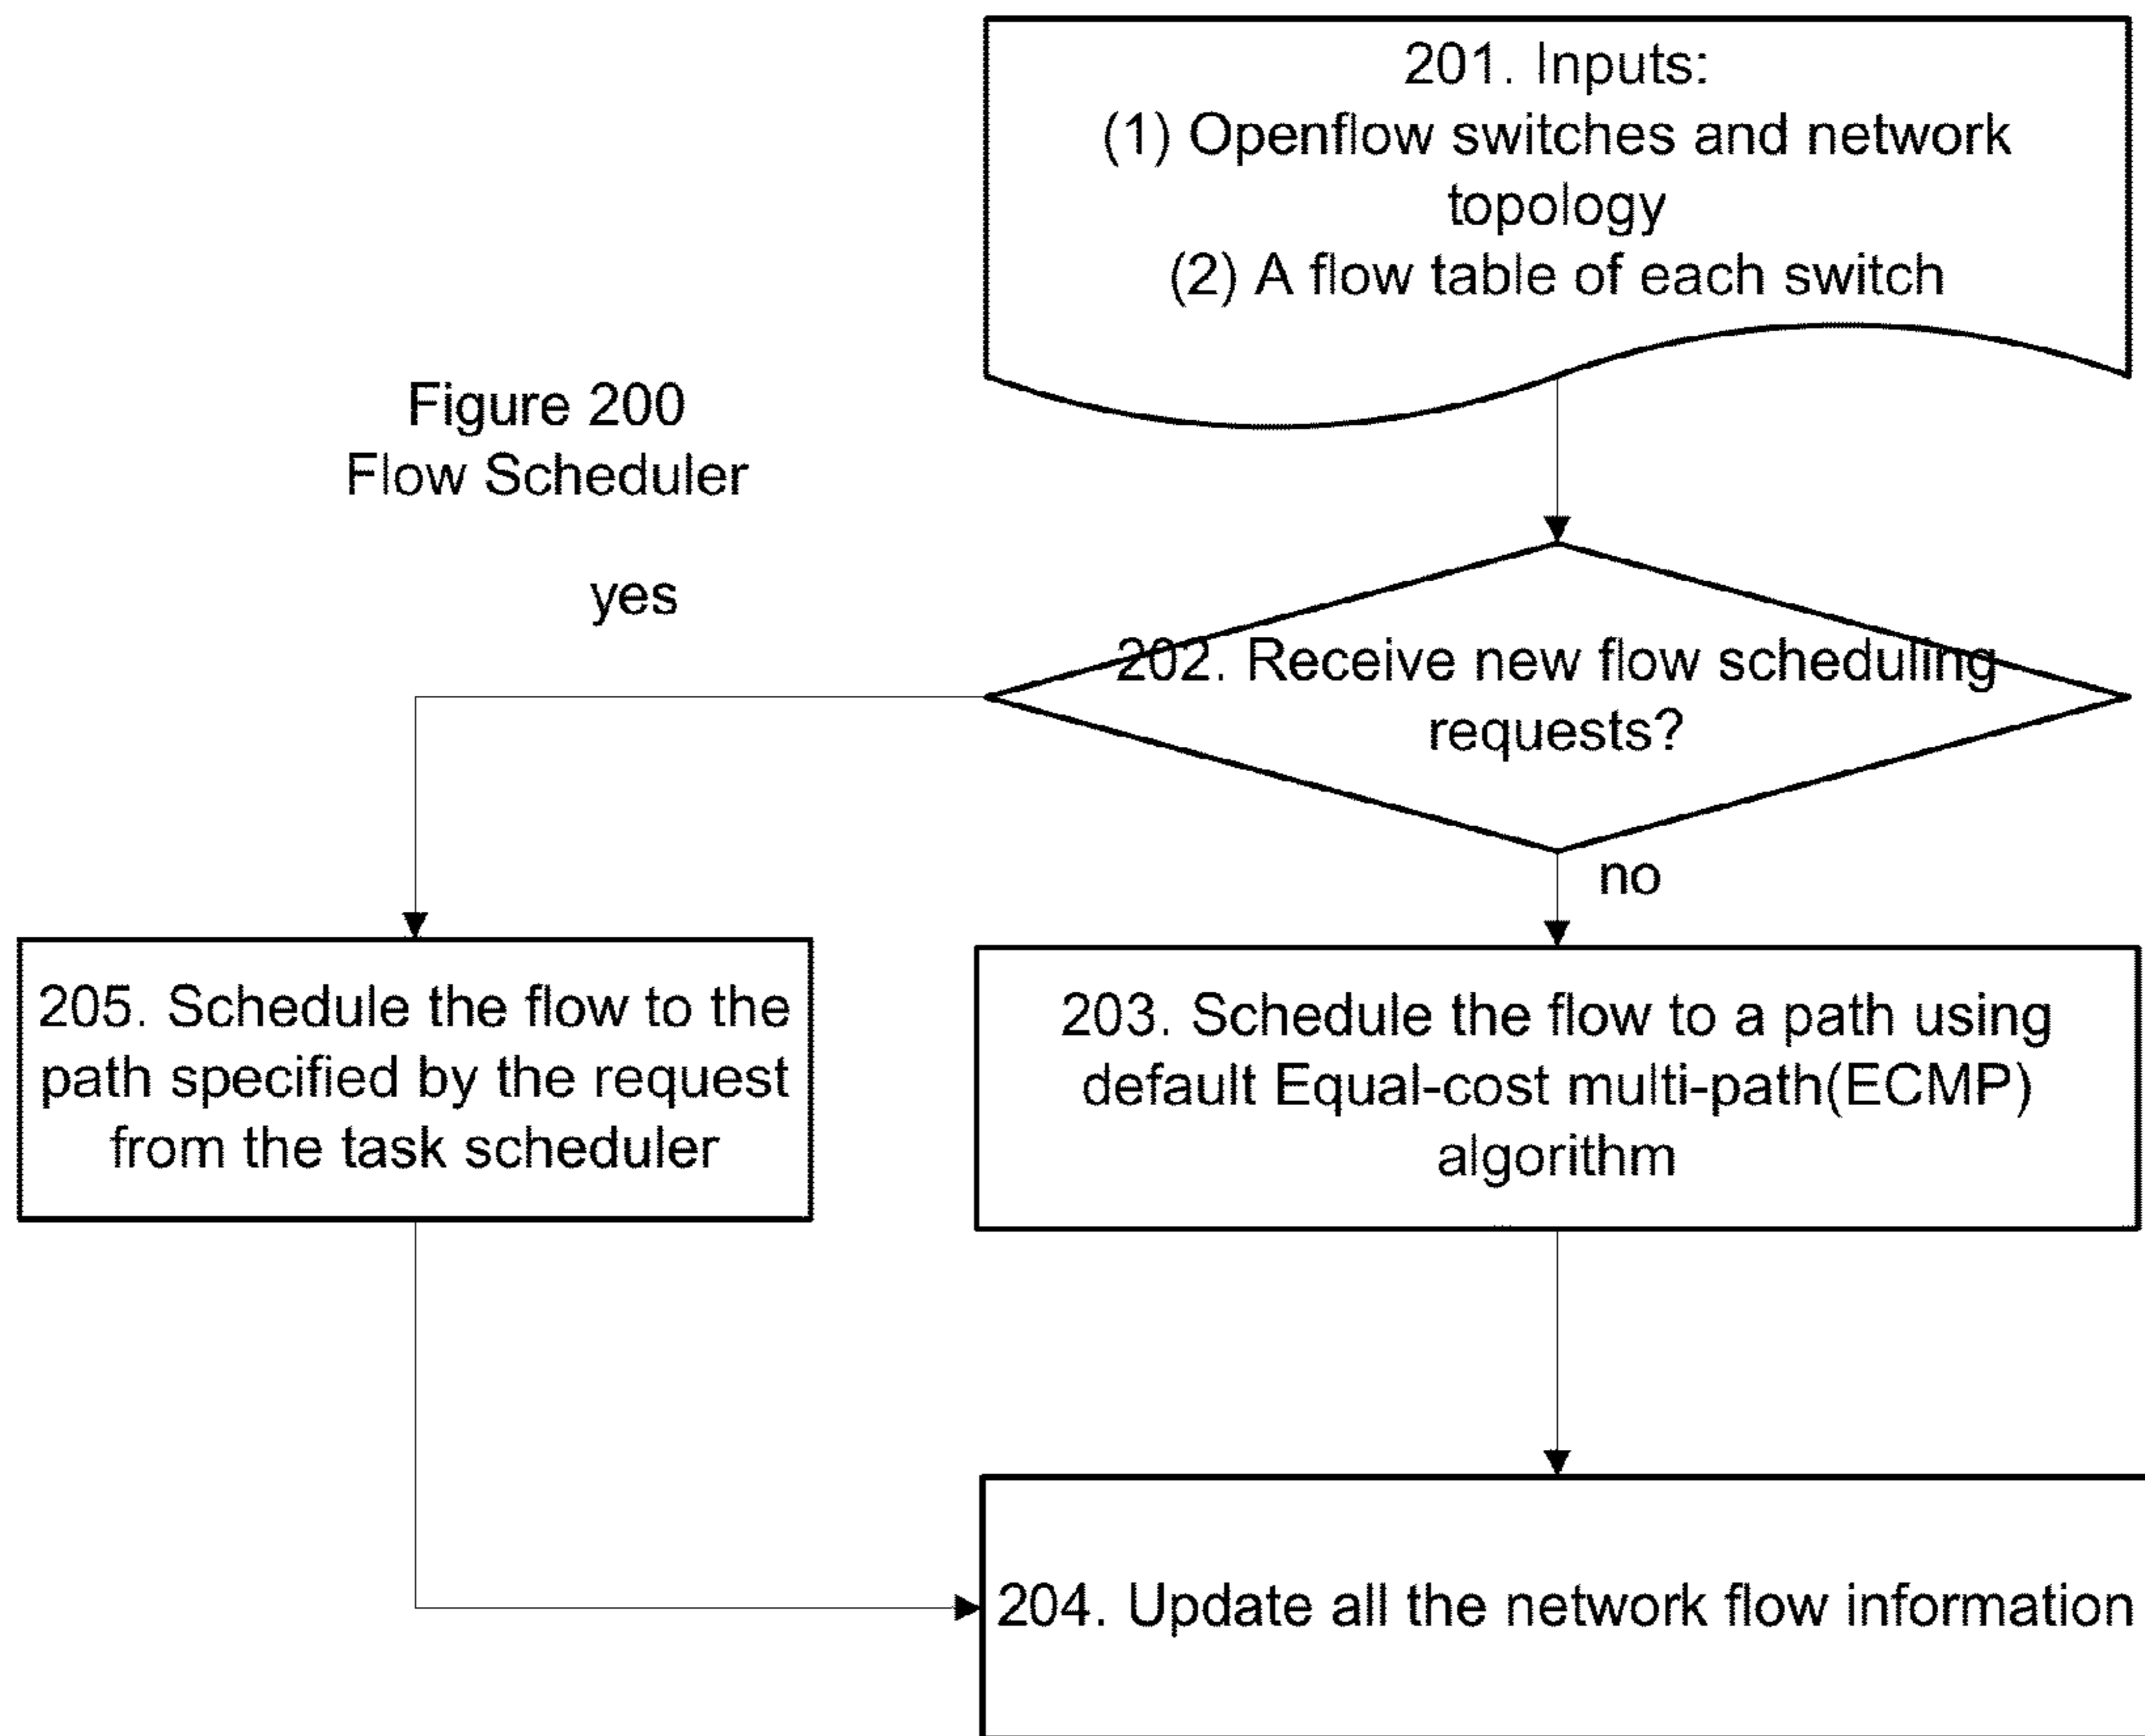 201. Inputs:
(1) Openflow switches and network
topology
(2) A flow table of each switch
Figure 200
Flow Scheduler
yes
202. Receive new flow scheduling
requests?
no
205. Schedule the flow to the
path specified by the request
from the task scheduler
203. Schedule the flow to a path using
default Equal-cost multi-path(ECMP)
algorithm
204. Update all the network flow information